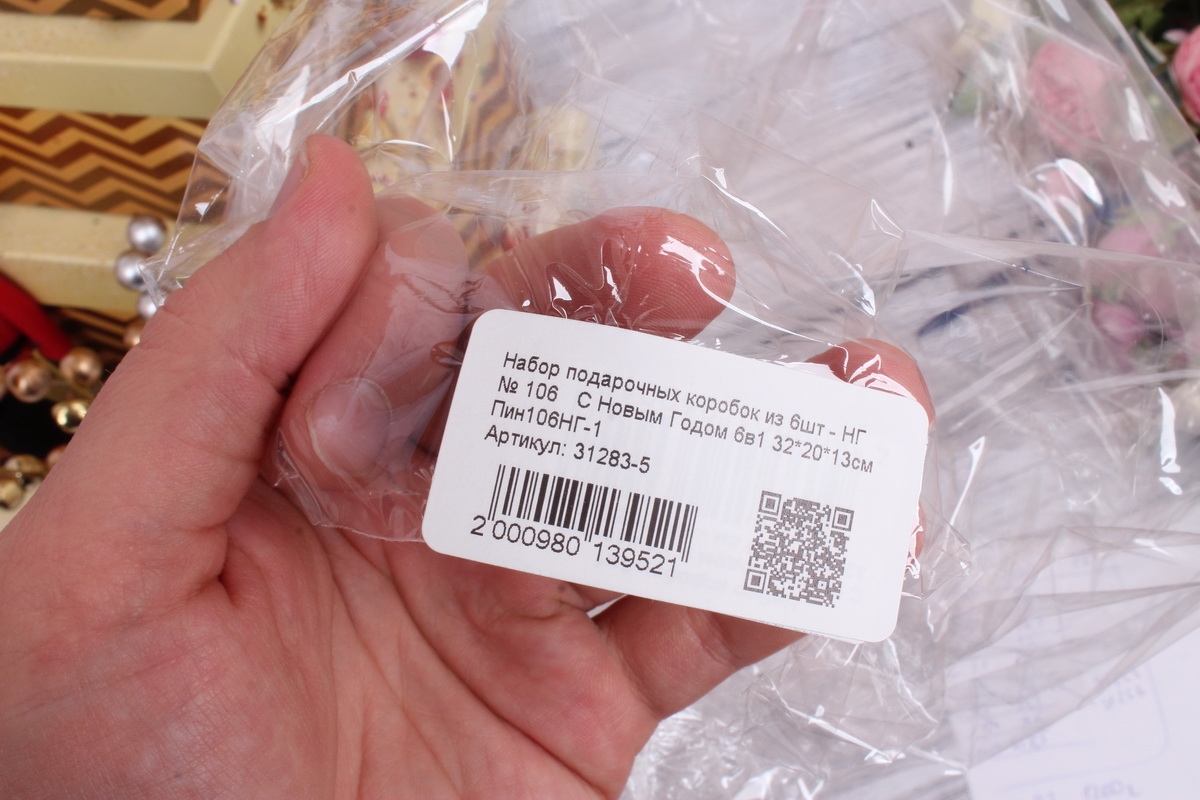 Набор подарочных коробок из 6шт - НГ
№ 106 С Новым Годом 6в1 32*20*13см
Пин106НГ-1
Артикул: 31283-5
2 000980 139521